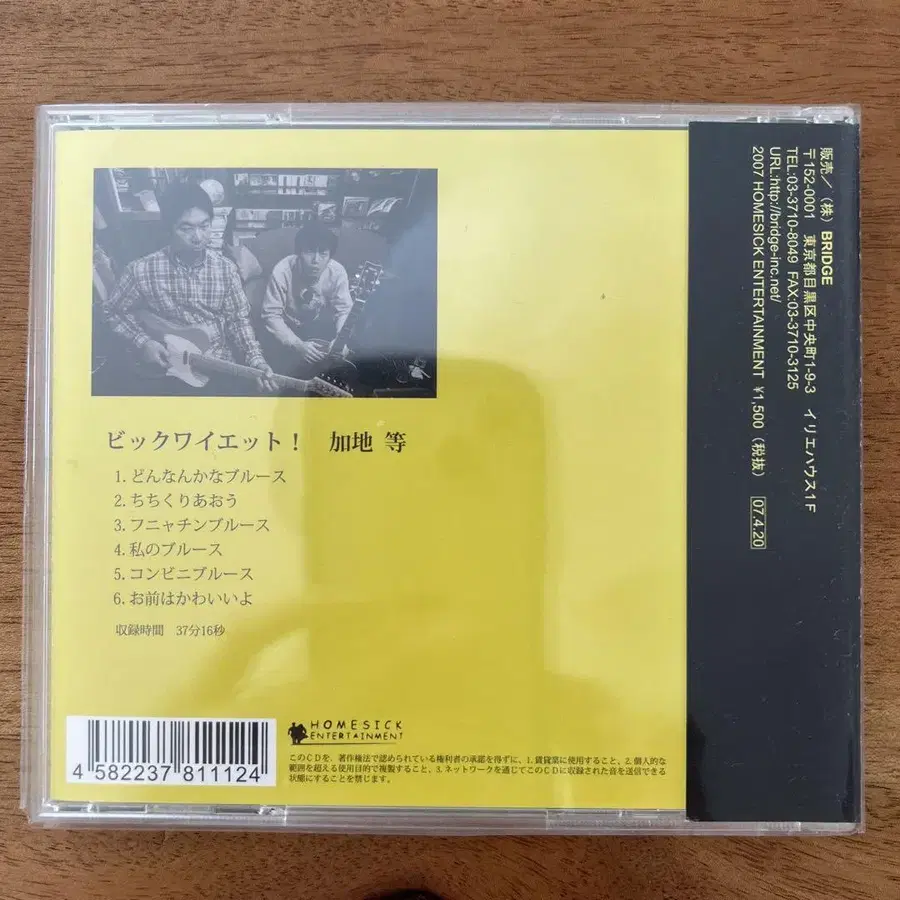 ビックワイエット！　加地 等
1.どんなんかなブルース
2.ちちくりあおう
3.フニャチンブルース
4.私のブルース
5.コンビニブルース
6.お前はかわいいよ
収録時間　37分16秒
4 582237 811124
HOMESICK
ENTERTAINMENT
このCDを、著作権法で認められている権利者の承諾を得ずに、1.賃貸業に使用すること、2.個人的な
範囲を超える使用目的で複製すること、3.ネットワークを通じてこのCDに収録された音を送信できる
状態にすることを禁じます。
販売／（株）BRIDGE
〒152-0001　東京都目黒区中央町1-9-3　イリエハウス1F
TEL:03-3710-8049 FAX:03-3710-3125
URL:http://bridge-inc.net/
2007 HOMESICK ENTERTAINMENT ¥1,500（税抜） 07.4.20